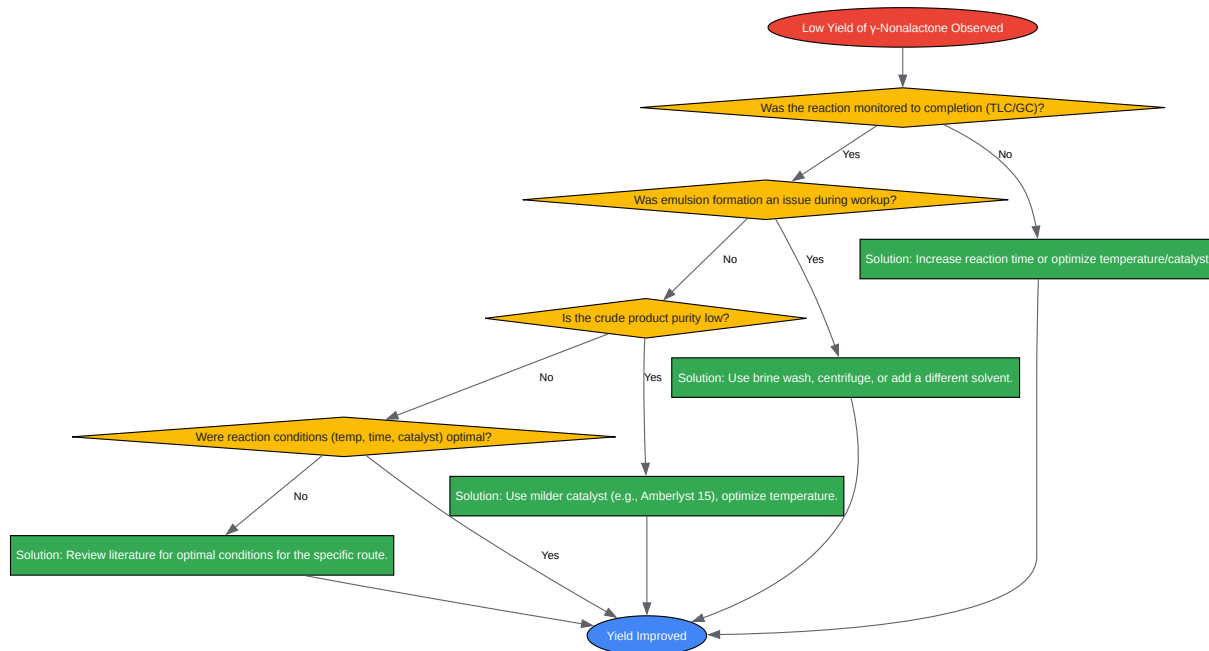 Low Yield of γ-Nonalactone Observed
Was the reaction monitored to completion (TLC/GC)?
Yes
No
Was emulsion formation an issue during workup?
No
Yes
Solution: Increase reaction time or optimize temperature/catalyst
Is the crude product purity low?
No
Yes
Solution: Use brine wash, centrifuge, or add a different solvent.
Were reaction conditions (temp, time, catalyst) optimal?
No
Yes
Solution: Use milder catalyst (e.g., Amberlyst 15), optimize temperature.
Solution: Review literature for optimal conditions for the specific route.
Yield Improved